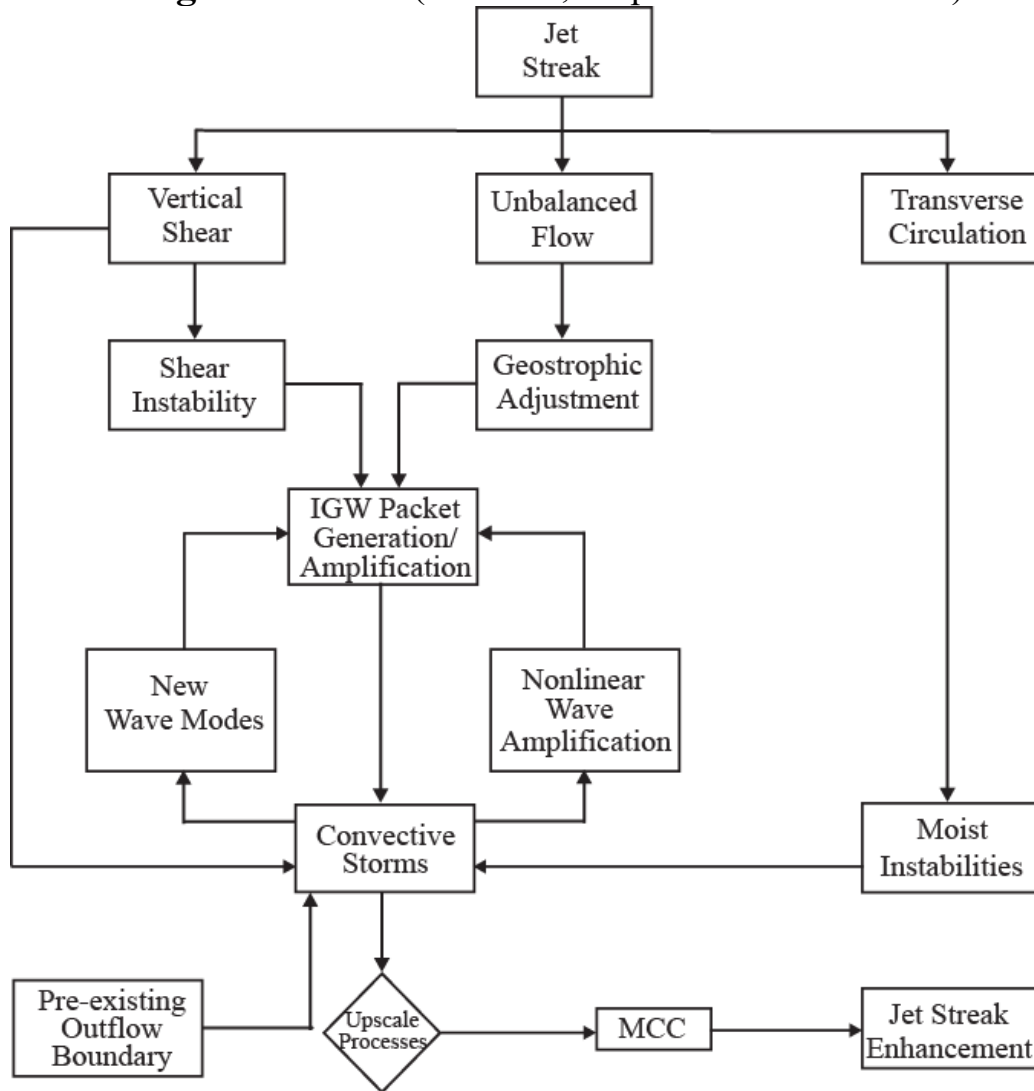 Jet
Streak
Vertical
Shear
Unbalanced
Flow
Transverse
Circulation
Shear
Instability
Geostrophic
Adjustment
IGW Packet
Generation/
Amplification
New
Wave Modes
Nonlinear
Wave
Amplification
Convective
Storms
Moist
Instabilities
Pre-existing
Outflow
Boundary
Upscale
Processes
MCC
Jet Streak
Enhancement